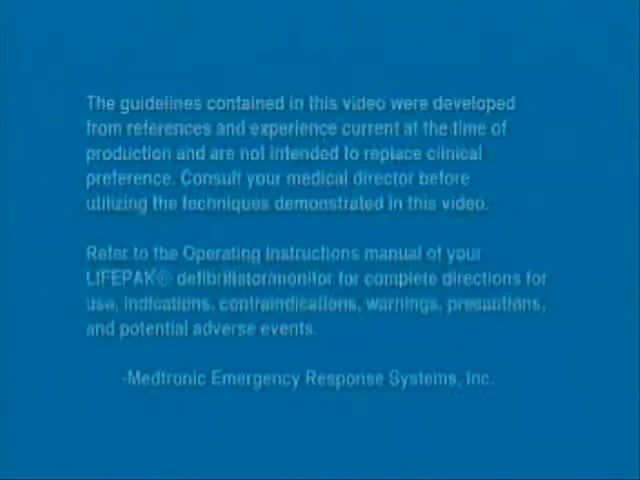 The guidelines contained in this video were developed
from references and experience current at the time of
production and are not intended to replace clinical
preference. Consult your medical director before
utilizing the techniques demonstrated in this video.
Refer to the Operating Instructions manual of your
LIFEPAK® defibrillator/monitor for complete directions for
use, indications, contraindications, warnings, precautions,
and potential adverse events.
-Medtronic Emergency Response Systems, Inc.